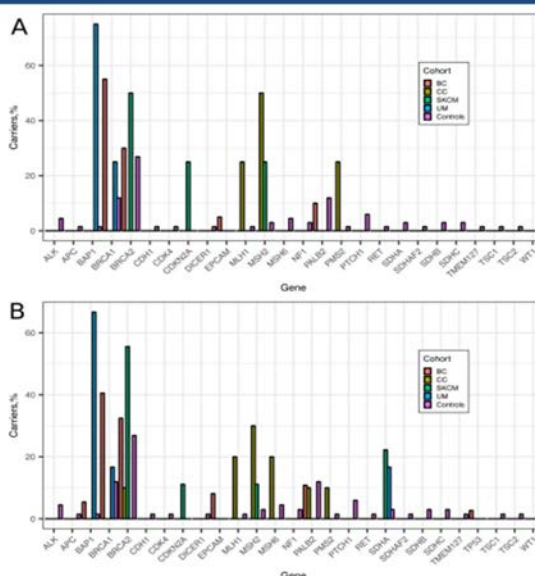 A
Carriers,%
60
40
20
0
Cohort
BC
CC
SKCM
UM
Controls
ALK
APC
BAP1
BRCA1
BRCA2
CDH1
CDK4
CDKN2A
DICER1
EPCAM
MLH1
MSH2
MSH6
NF1
PALB2
PMS2
PTCH1
RET
SDHA
SDHAF2
SDHB
SDHC
TMEM127
TSC1
TSC2
WT1
Gene
B
Carriers,%
60
40
20
0
Cohort
BC
CC
SKCM
UM
Controls
ALK
APC
BAP1
BRCA1
BRCA2
CDH1
CDK4
CDKN2A
DICER1
EPCAM
MLH1
MSH2
MSH6
NF1
PALB2
PMS2
PTCH1
RET
SDHA
SDHAF2
SDHB
SDHC
TMEM127
TP53
TSC1
TSC2
WT1
Gene